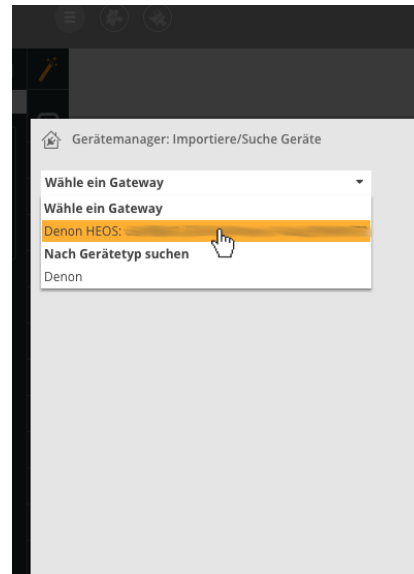 Gerätemanager: Importiere/Suche Geräte
Wähle ein Gateway
Wähle ein Gateway
Denon HEOS:
Nach Gerätetyp suchen
Denon